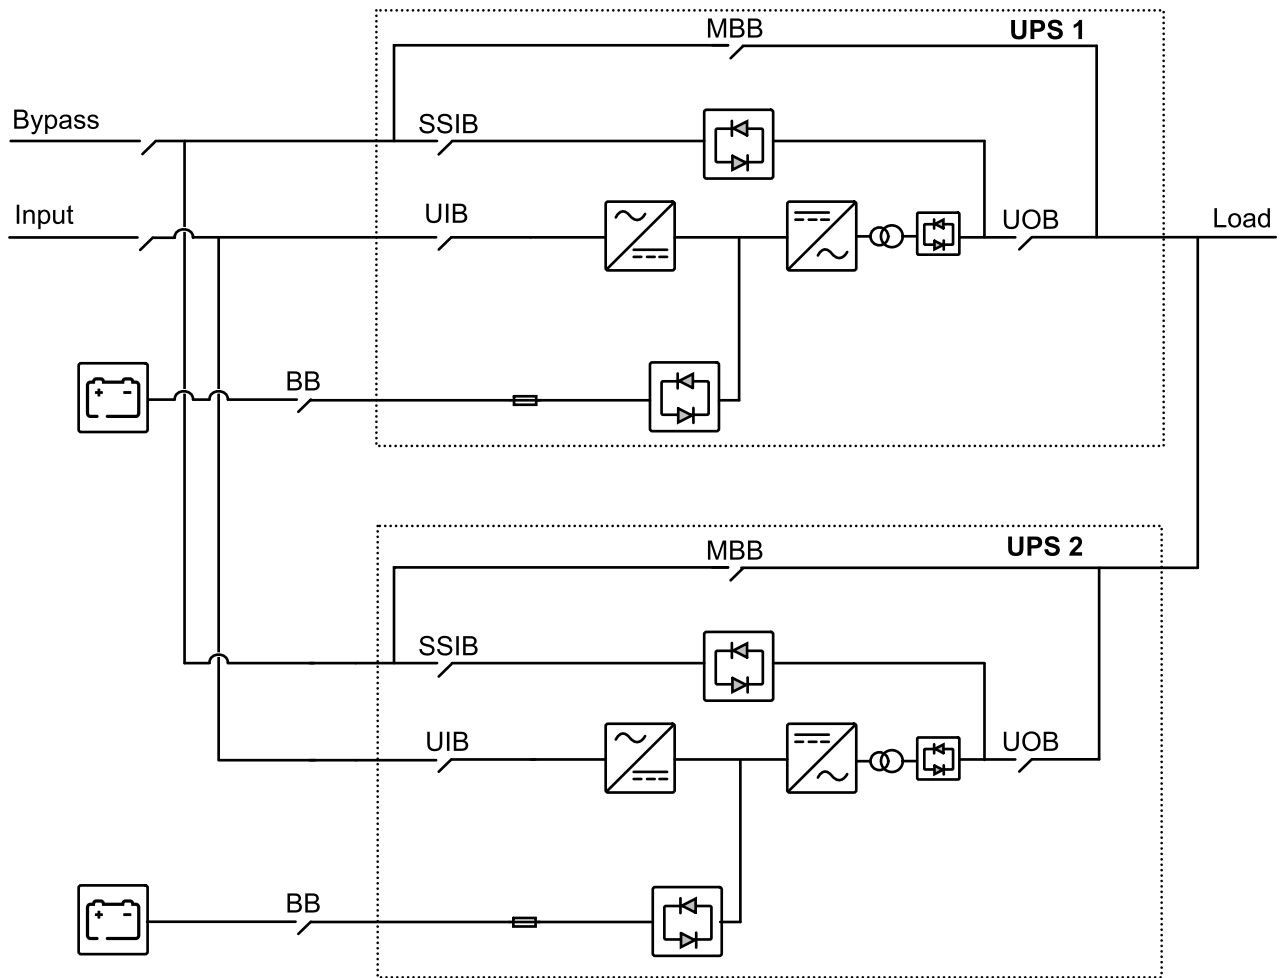 MBB
UPS 1
Bypass
SSIB
Input
UIB
UOB
Load
BB
MBB
UPS 2
SSIB
UIB
UOB
BB